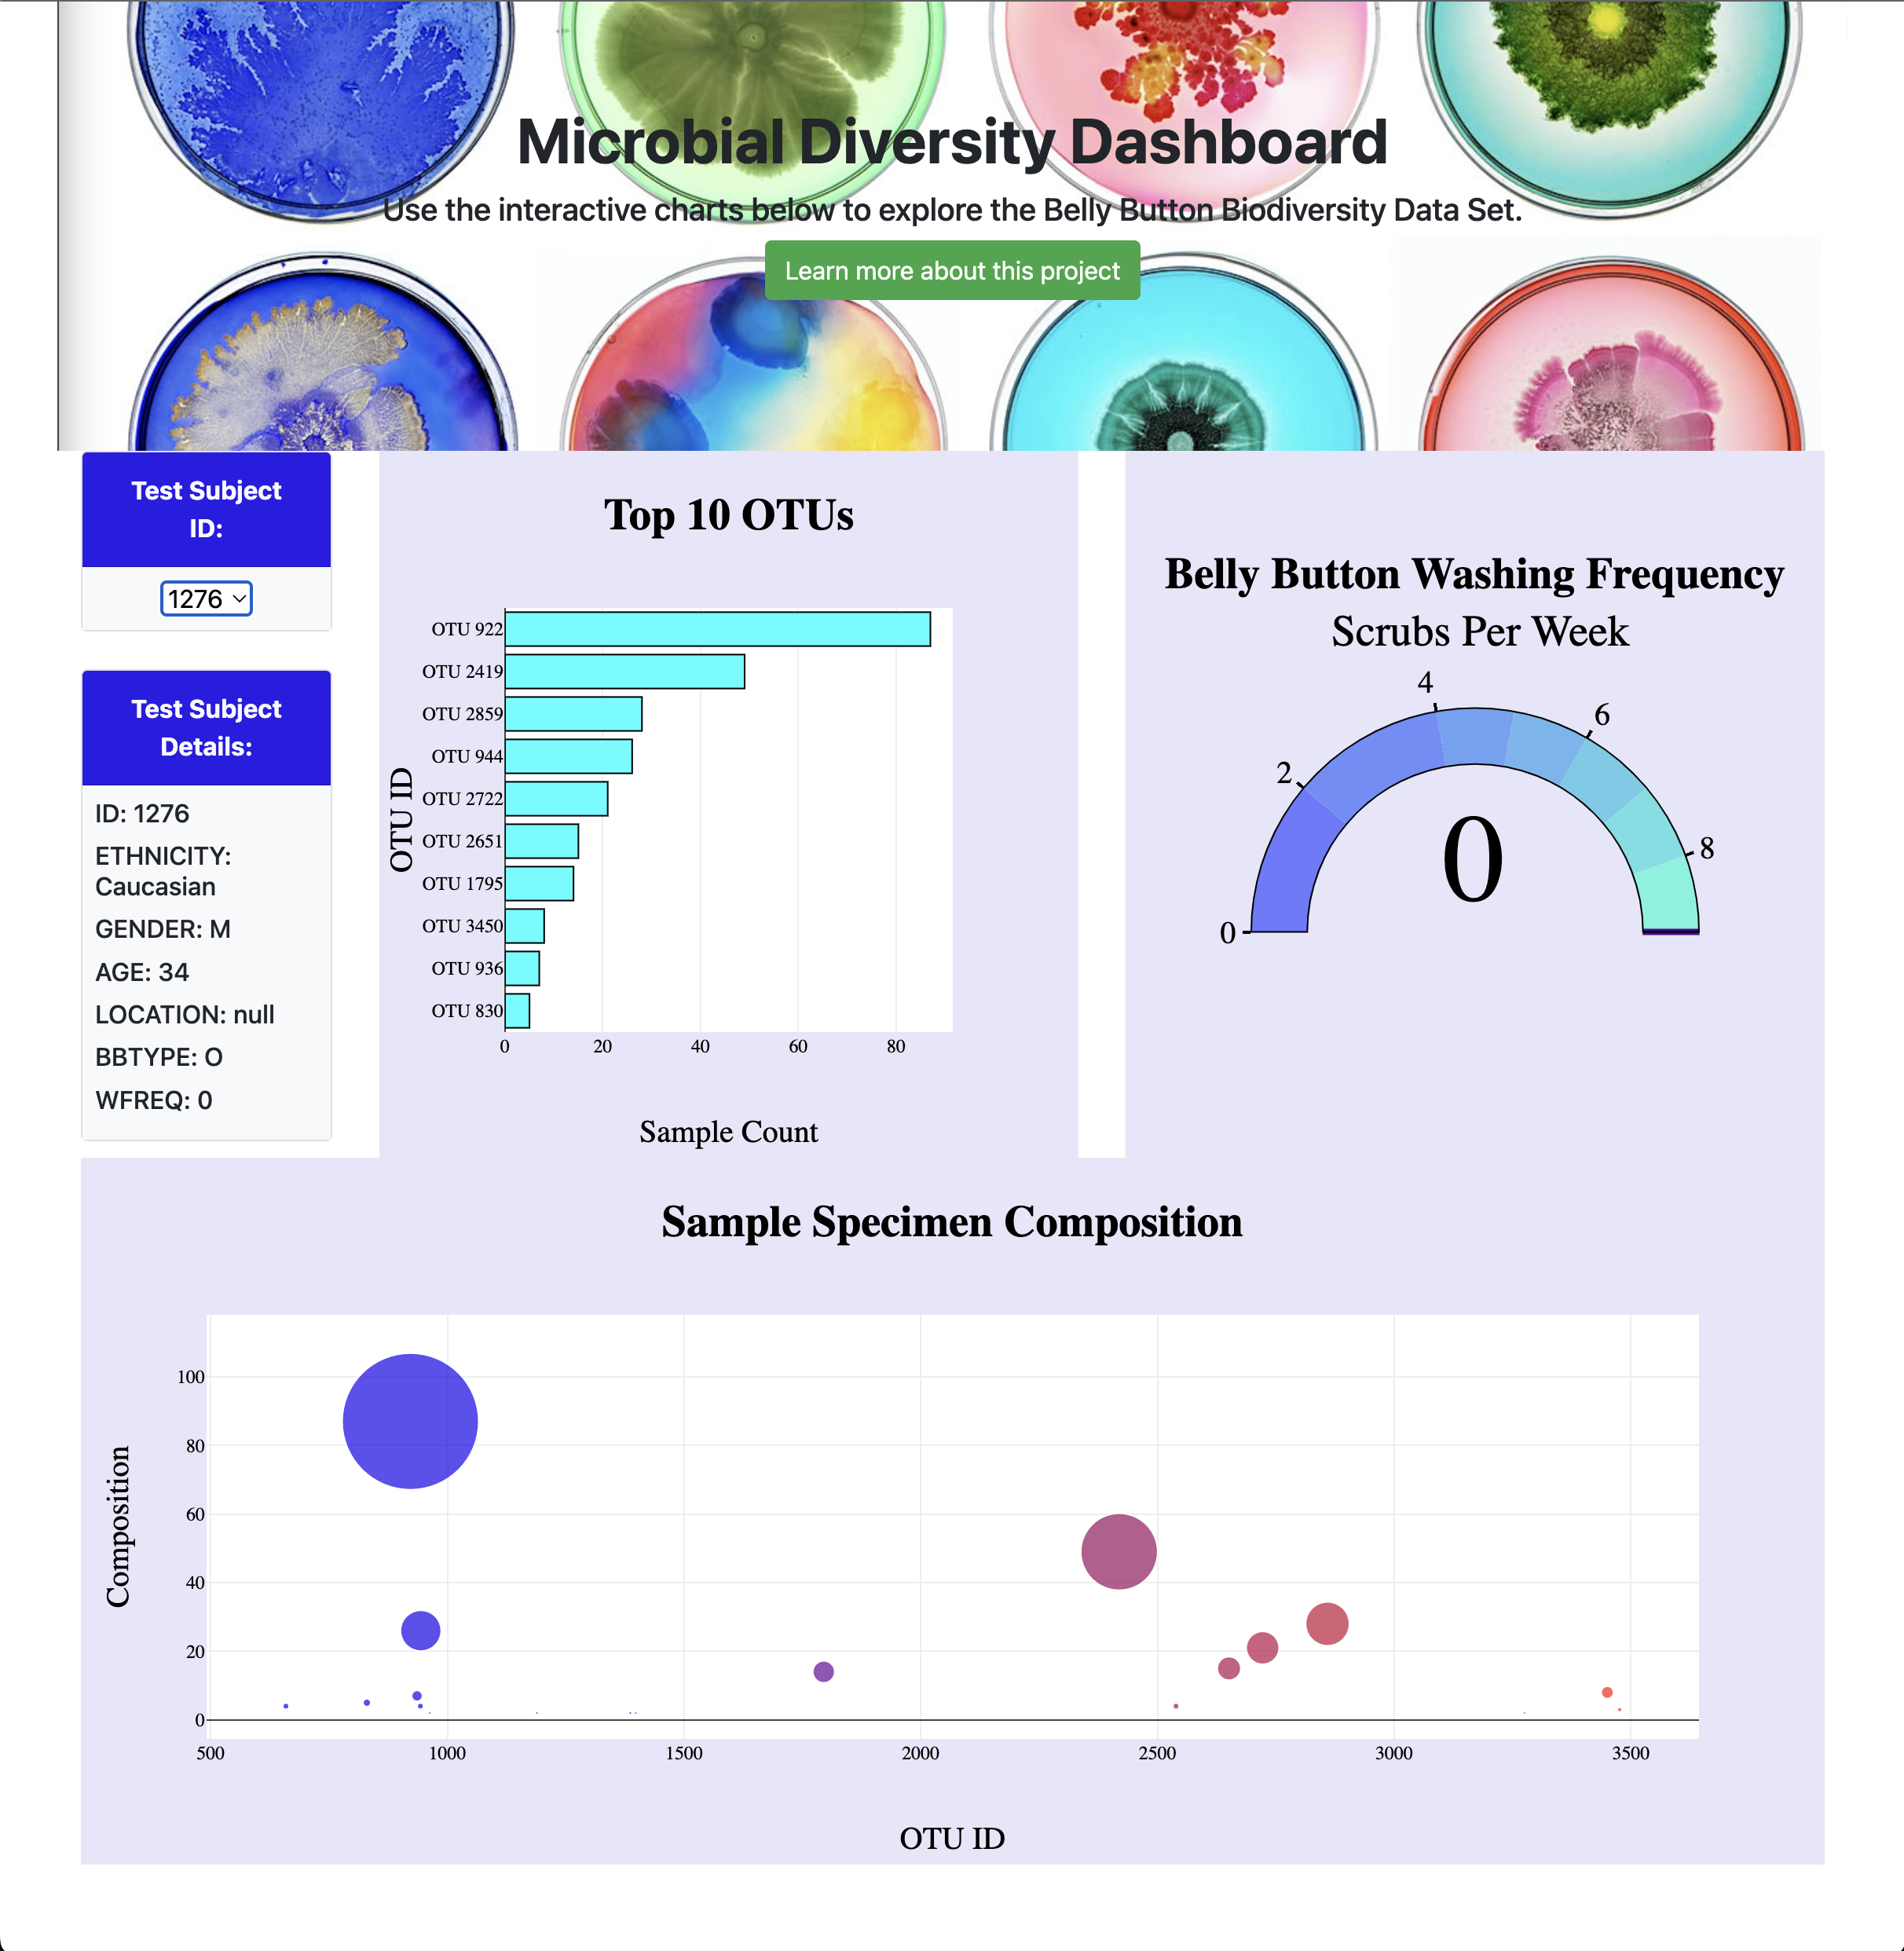 Microbial Diversity Dashboard
Use the interactive charts below to explore the Belly Button Biodiversity Data Set.
Learn more about this project
Test Subject
ID:
1276
Test Subject
Details:
ID: 1276
ETHNICITY:
Caucasian
GENDER: M
AGE: 34
LOCATION: null
BBTYPE: O
WFREQ: 0
Top 10 OTUs
OTU ID
OTU 922
OTU 2419
OTU 2859
OTU 944
OTU 2722
OTU 2651
OTU 1795
OTU 3450
OTU 936
OTU 830
0 20 40 60 80
Sample Count
Belly Button Washing Frequency
Scrubs Per Week
0
2
4
6
8
0
Sample Specimen Composition
Composition
100
80
60
40
20
0
500 1000 1500 2000 2500 3000 3500
OTU ID